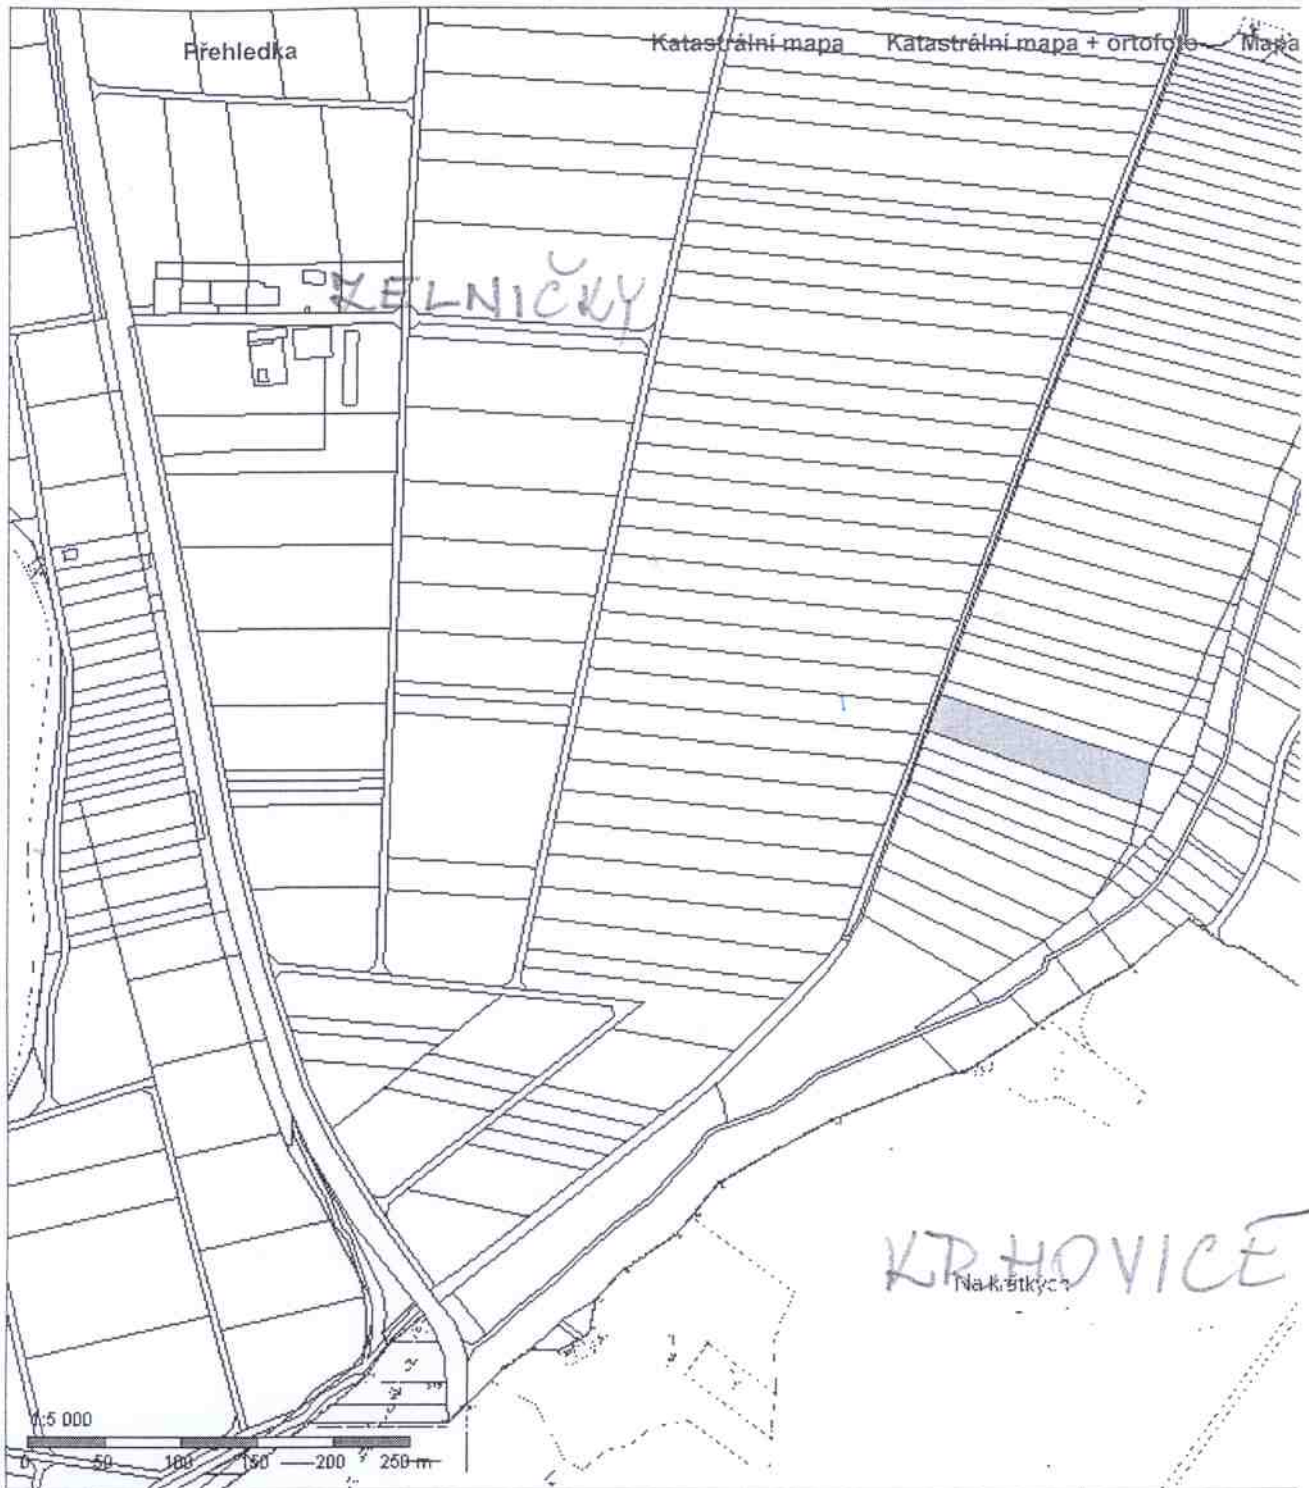 Přehledka
Katastrální mapa
Katastrální mapa + ortofoto
Mapa
ZELNIČKY
KRHOVICE
Na krátkých
1:5 000
0 50 100 150 200 250 m